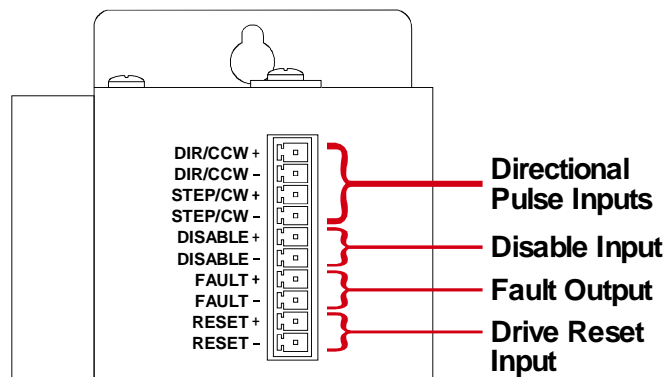 DIR/CCW +
DIR/CCW –
STEP/CW +
STEP/CW –
DISABLE +
DISABLE –
FAULT +
FAULT –
RESET +
RESET –
Directional
Pulse Inputs
Disable Input
Fault Output
Drive Reset
Input